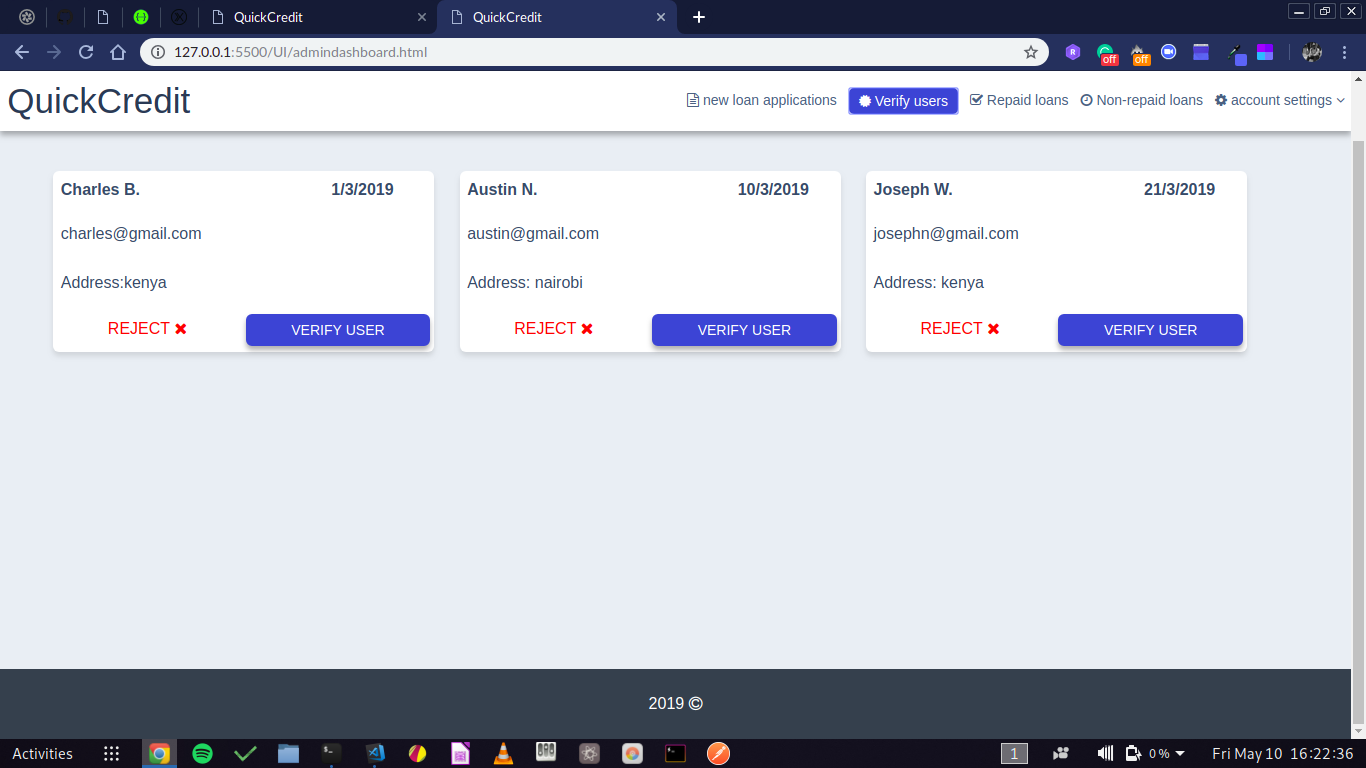 QuickCredit
QuickCredit
127.0.0.1:5500/UI/admindashboard.html
R
off
off
QuickCredit
new loan applications
Verify users
Repaid loans
Non-repaid loans
account settings
Charles B. 1/3/2019
charles@gmail.com
Address:kenya
REJECT
VERIFY USER
Austin N. 10/3/2019
austin@gmail.com
Address: nairobi
REJECT
VERIFY USER
Joseph W. 21/3/2019
josephn@gmail.com
Address: kenya
REJECT
VERIFY USER
2019 ©
Activities
1
0 %
Fri May 10 16:22:36